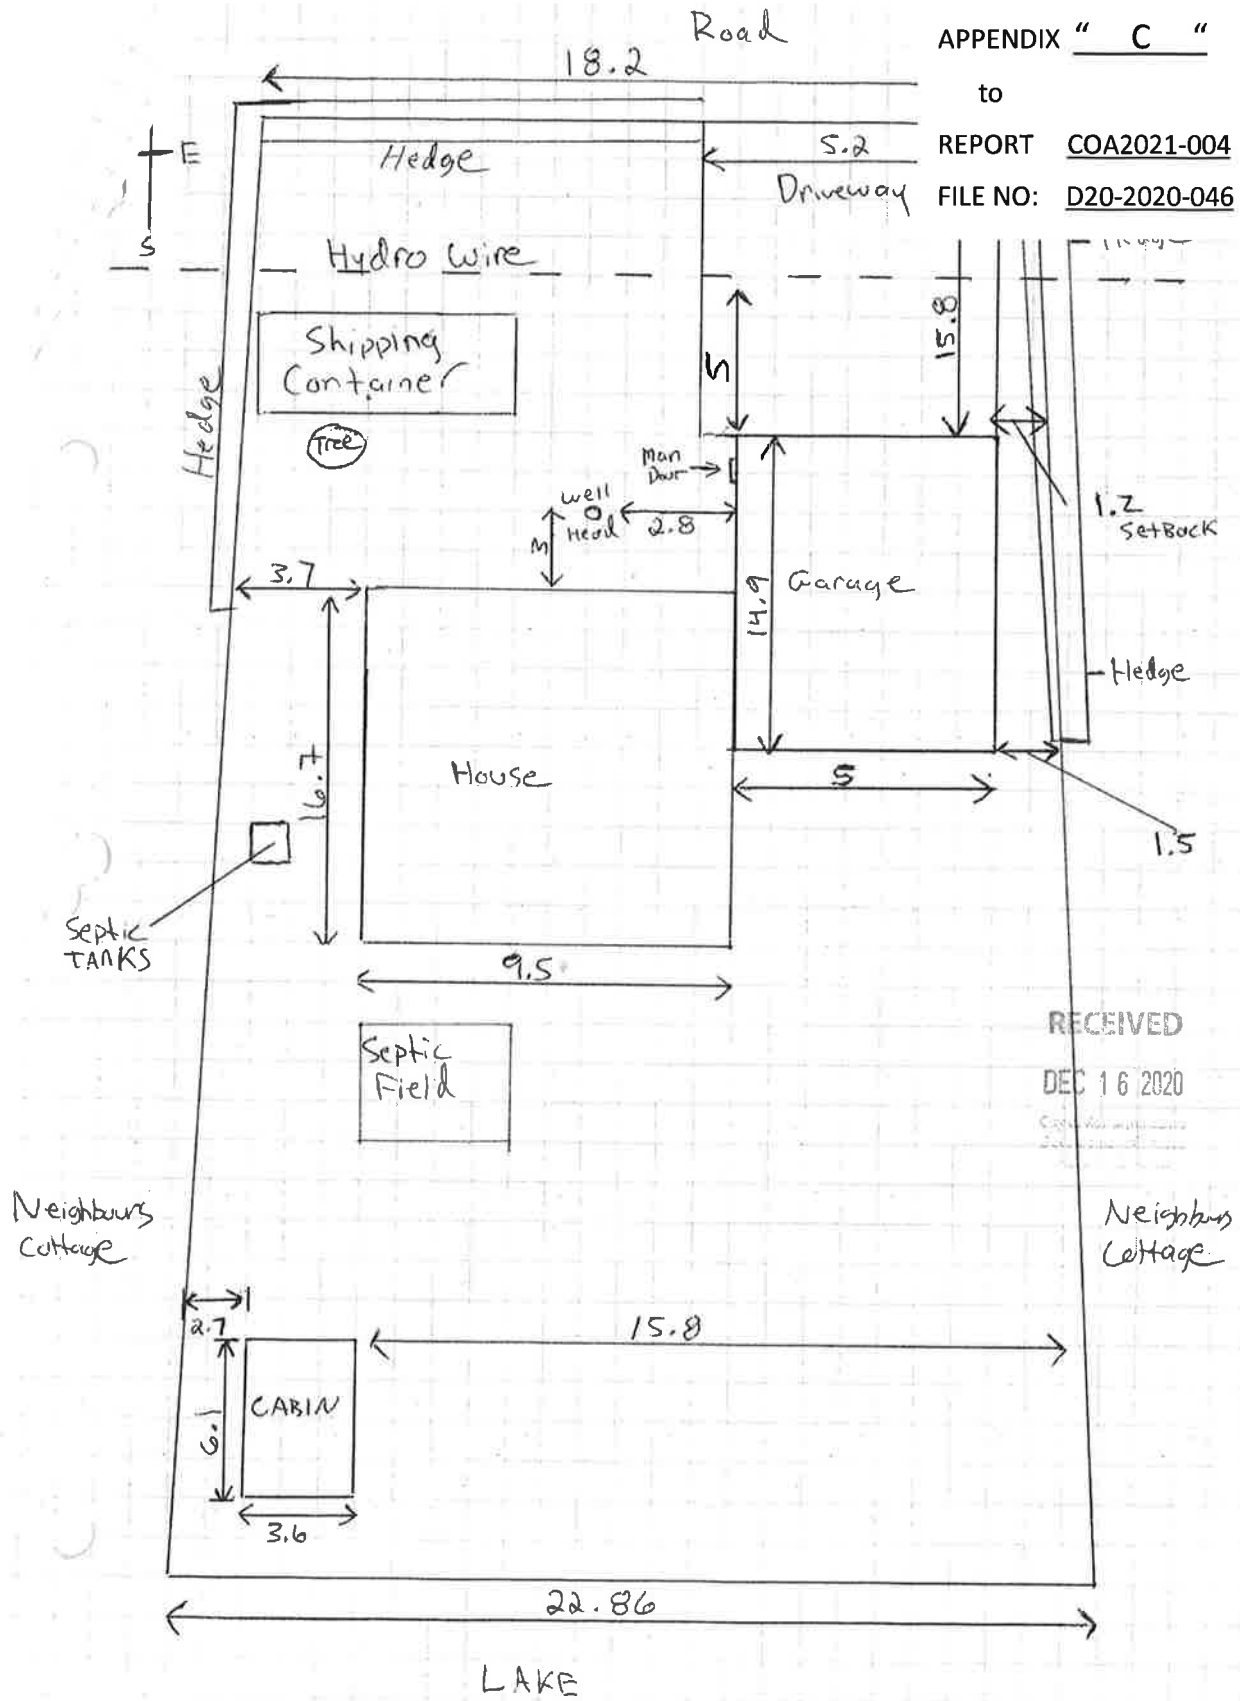 Road
APPENDIX “ C “
to
REPORT COA2021-004
FILE NO: D20-2020-046
18.2
E
S
Hedge
5.2
Driveway
Hydro Wire
Shipping
Container
Tree
Hedge
5
15.8
Man
Door
well
Head
2.8
3
1.2
SetBack
3.7
14.9
Garage
Hedge
16.7
House
5
1.5
Septic
TANKS
9.5
Septic
Field
RECEIVED
DEC 16 2020
Neighbours
Cottage
Neighbours
Cottage
2.7
15.8
CABIN
6.1
3.6
22.86
LAKE